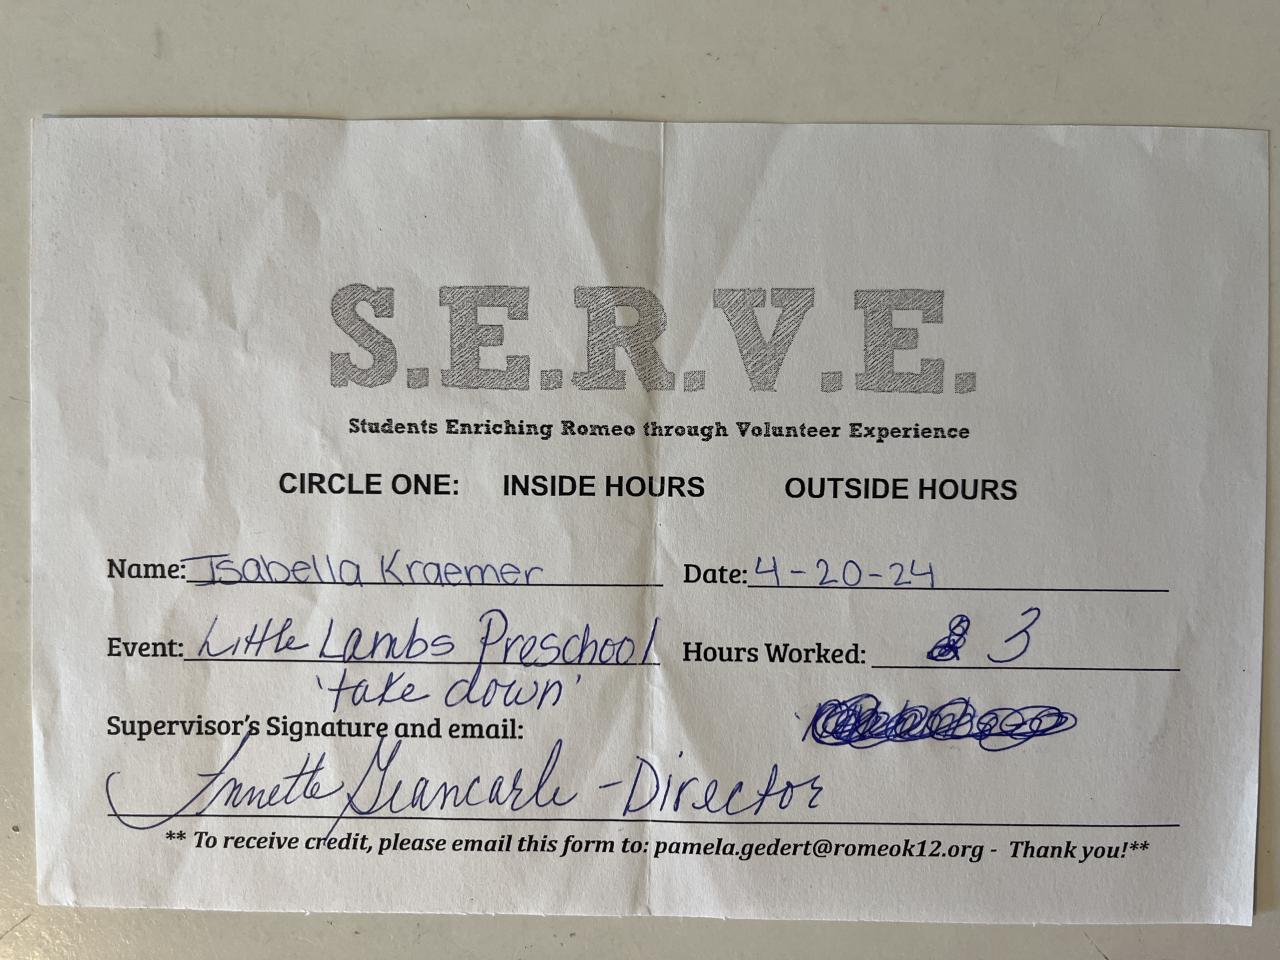 S.E.R.V.E.
Students Enriching Romeo through Volunteer Experience
CIRCLE ONE: INSIDE HOURS OUTSIDE HOURS
Name: Isabella Kraemer Date: 4-20-24
Event: Little Lambs Preschool Hours Worked: 3
'take down'
Supervisor's Signature and email:
Annette Giancarli - Director
** To receive credit, please email this form to: pamela.gedert@romeok12.org - Thank you!**